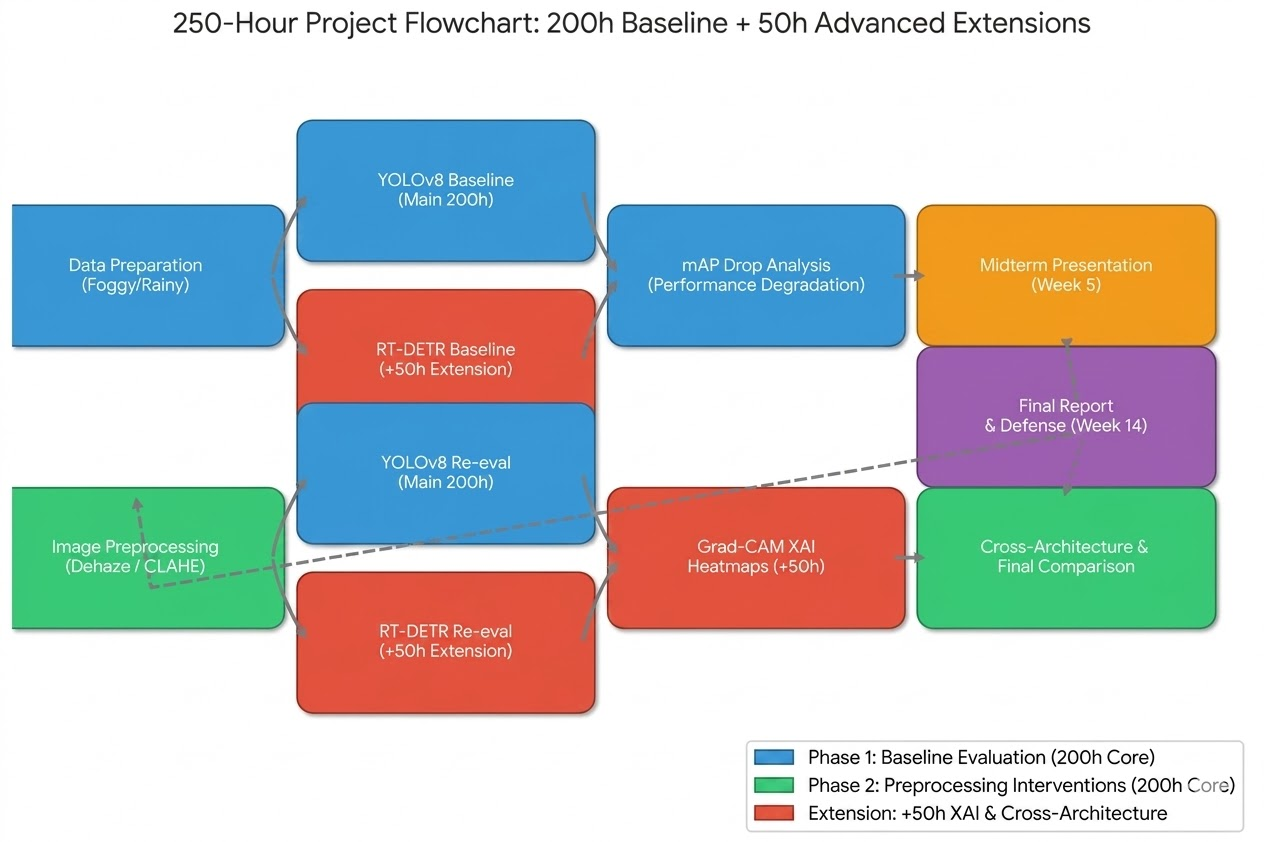 250-Hour Project Flowchart: 200h Baseline + 50h Advanced Extensions
YOLOv8 Baseline
(Main 200h)
Data Preparation
(Foggy/Rainy)
mAP Drop Analysis
(Performance Degradation)
Midterm Presentation
(Week 5)
RT-DETR Baseline
(+50h Extension)
Final Report
& Defense (Week 14)
YOLOv8 Re-eval
(Main 200h)
Image Preprocessing
(Dehaze / CLAHE)
Grad-CAM XAI
Heatmaps (+50h)
Cross-Architecture &
Final Comparison
RT-DETR Re-eval
(+50h Extension)
Phase 1: Baseline Evaluation (200h Core)
Phase 2: Preprocessing Interventions (200h Core)
Extension: +50h XAI & Cross-Architecture